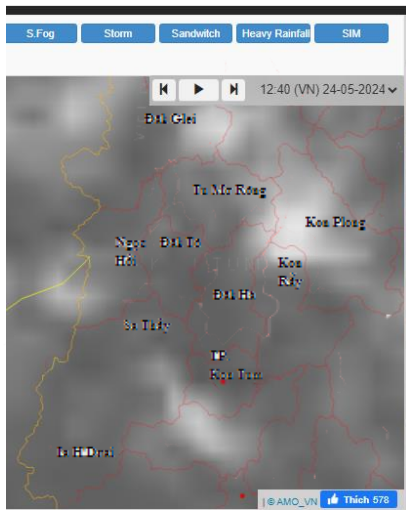 S.Fog Storm Sandwitch Heavy Rainfall SIM
12:40 (VN) 24-05-2024
Đăk Glei
Tu Mơ Rông
Kon Plong
Ngọc Hồi
Đăk Tô
Kon Rẫy
Đăk Hà
Sa Thầy
TP
Kon Tum
Ia H'Drai
| © AMO_VN Thích 578